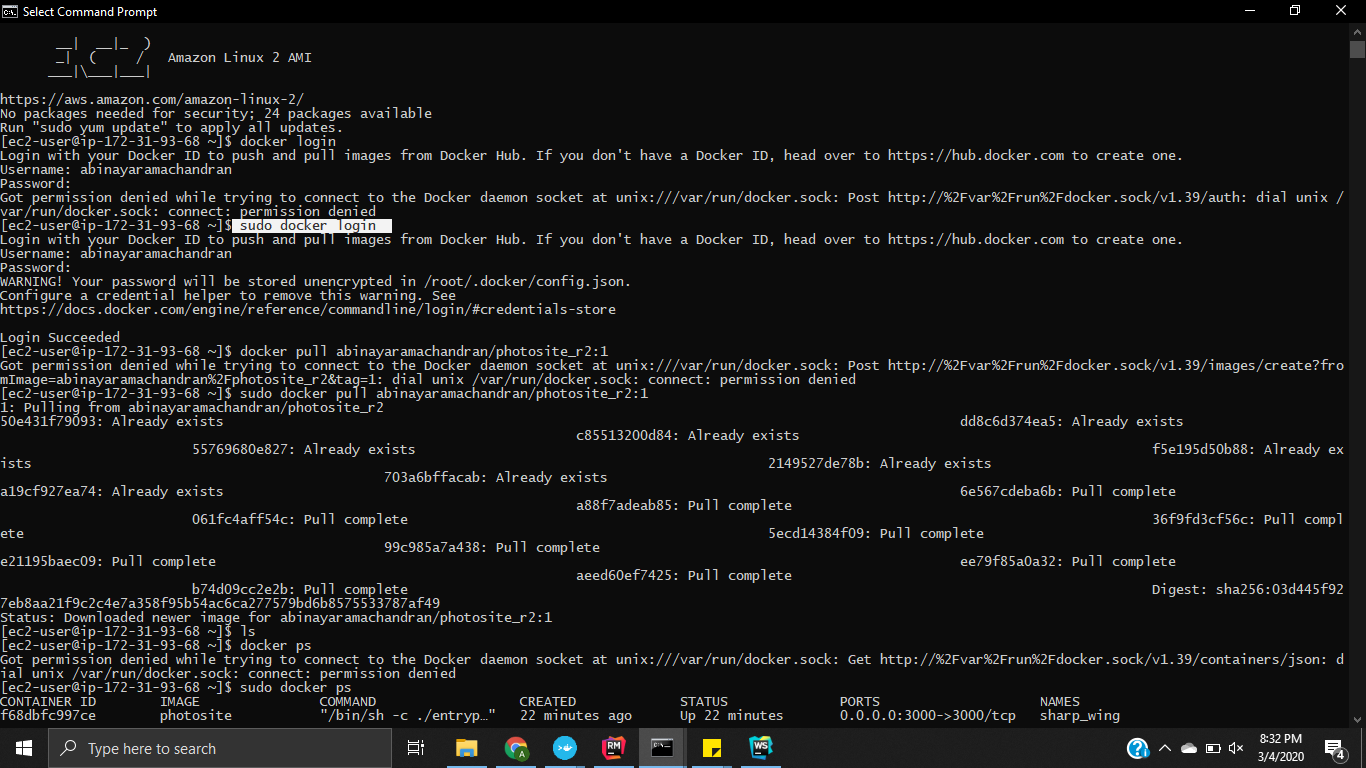 Select Command Prompt
__|  __|_  )
_|  (     /   Amazon Linux 2 AMI
___|\___|___|
https://aws.amazon.com/amazon-linux-2/
No packages needed for security; 24 packages available
Run "sudo yum update" to apply all updates.
[ec2-user@ip-172-31-93-68 ~]$ docker login
Login with your Docker ID to push and pull images from Docker Hub. If you don't have a Docker ID, head over to https://hub.docker.com to create one.
Username: abinayaramachandran
Password:
Got permission denied while trying to connect to the Docker daemon socket at unix:///var/run/docker.sock: Post http://%2Fvar%2Frun%2Fdocker.sock/v1.39/auth: dial unix /
var/run/docker.sock: connect: permission denied
[ec2-user@ip-172-31-93-68 ~]$ sudo docker login
Login with your Docker ID to push and pull images from Docker Hub. If you don't have a Docker ID, head over to https://hub.docker.com to create one.
Username: abinayaramachandran
Password:
WARNING! Your password will be stored unencrypted in /root/.docker/config.json.
Configure a credential helper to remove this warning. See
https://docs.docker.com/engine/reference/commandline/login/#credentials-store
Login Succeeded
[ec2-user@ip-172-31-93-68 ~]$ docker pull abinayaramachandran/photosite_r2:1
Got permission denied while trying to connect to the Docker daemon socket at unix:///var/run/docker.sock: Post http://%2Fvar%2Frun%2Fdocker.sock/v1.39/images/create?fro
mImage=abinayaramachandran%2Fphotosite_r2&tag=1: dial unix /var/run/docker.sock: connect: permission denied
[ec2-user@ip-172-31-93-68 ~]$ sudo docker pull abinayaramachandran/photosite_r2:1
1: Pulling from abinayaramachandran/photosite_r2
50e431f79093: Already exists dd8c6d374ea5: Already exists
c85513200d84: Already exists
55769680e827: Already exists f5e195d50b88: Already ex
ists 2149527de78b: Already exists
703a6bffacab: Already exists
a19cf927ea74: Already exists 6e567cdeba6b: Pull complete
a88f7adeab85: Pull complete
061fc4aff54c: Pull complete 36f9fd3cf56c: Pull compl
ete 5ecd14384f09: Pull complete
99c985a7a438: Pull complete
e21195baec09: Pull complete ee79f85a0a32: Pull complete
aeed60ef7425: Pull complete
b74d09cc2e2b: Pull complete Digest: sha256:03d445f92
7eb8aa21f9c2c4e7a358f95b54ac6ca277579bd6b8575533787af49
Status: Downloaded newer image for abinayaramachandran/photosite_r2:1
[ec2-user@ip-172-31-93-68 ~]$ ls
[ec2-user@ip-172-31-93-68 ~]$ docker ps
Got permission denied while trying to connect to the Docker daemon socket at unix:///var/run/docker.sock: Get http://%2Fvar%2Frun%2Fdocker.sock/v1.39/containers/json: d
ial unix /var/run/docker.sock: connect: permission denied
[ec2-user@ip-172-31-93-68 ~]$ sudo docker ps
CONTAINER ID IMAGE COMMAND CREATED STATUS PORTS NAMES
f68dbfc997ce photosite "/bin/sh -c ./entryp…" 22 minutes ago Up 22 minutes 0.0.0.0:3000->3000/tcp sharp_wing
Type here to search
A
RM
WS
8:32 PM
3/4/2020
4